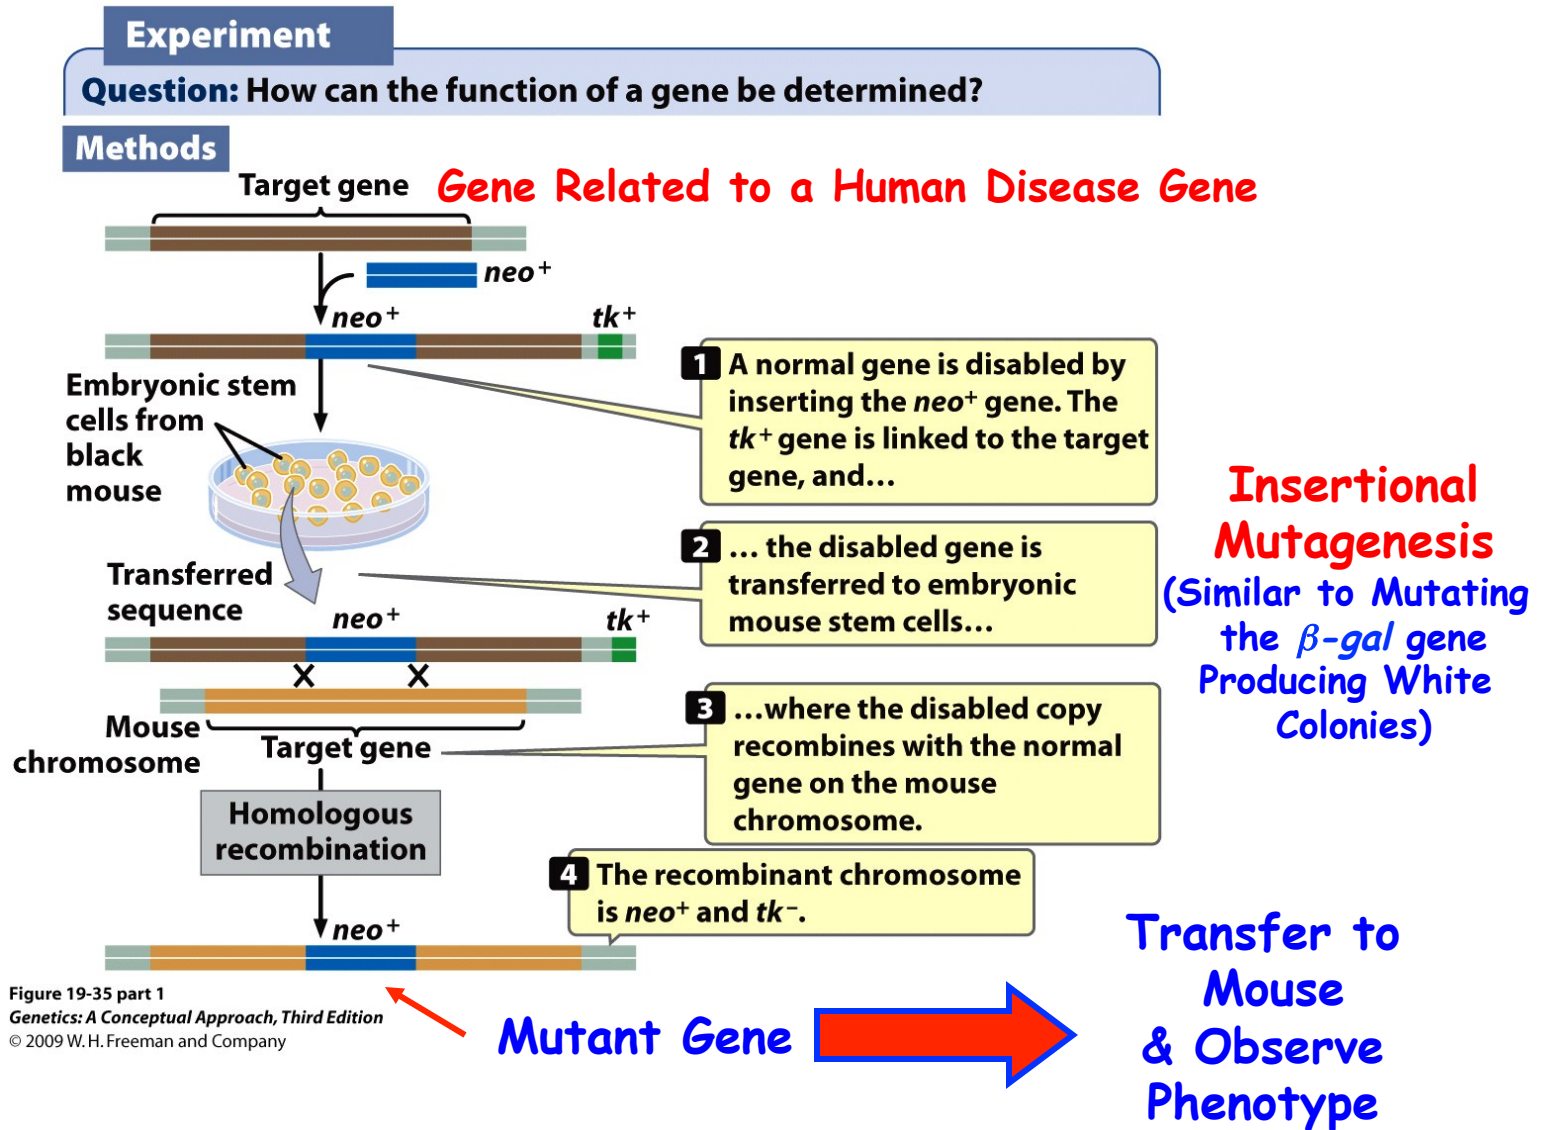 Experiment
Question: How can the function of a gene be determined?
Methods
Target gene
Gene Related to a Human Disease Gene
neo+
neo+
tk+
Embryonic stem
cells from
black
mouse
1 A normal gene is disabled by
inserting the neo+ gene. The
tk+ gene is linked to the target
gene, and…
2 … the disabled gene is
transferred to embryonic
mouse stem cells…
Insertional
Mutagenesis
(Similar to Mutating
the β-gal gene
Producing White
Colonies)
Transferred
sequence
neo+
tk+
Mouse
chromosome
Target gene
3 …where the disabled copy
recombines with the normal
gene on the mouse
chromosome.
Homologous
recombination
4 The recombinant chromosome
is neo+ and tk–.
neo+
Figure 19-35 part 1
Genetics: A Conceptual Approach, Third Edition
© 2009 W. H. Freeman and Company
Mutant Gene
Transfer to
Mouse
& Observe
Phenotype